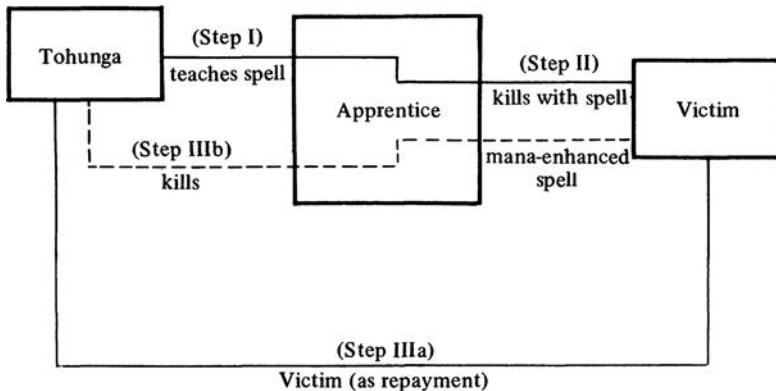 Tohunga
(Step I)
teaches spell
Apprentice
(Step II)
kills with spell
Victim
(Step IIIb)
kills
mana-enhanced
spell
(Step IIIa)
Victim (as repayment)